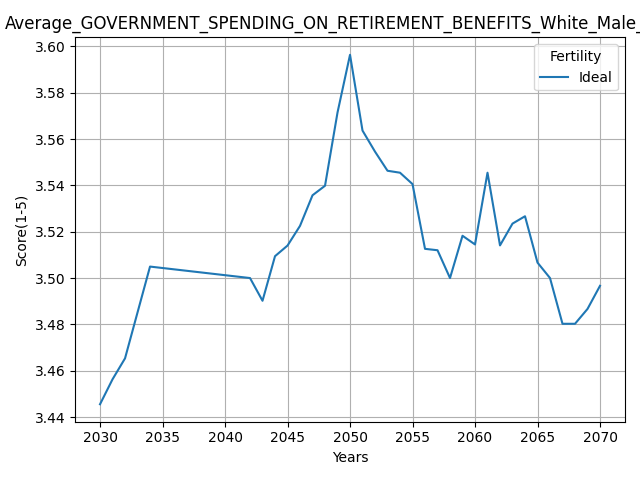 Average_GOVERNMENT_SPENDING_ON_RETIREMENT_BENEFITS_White_Male_
Fertility
Ideal
3.60
3.58
3.56
3.54
3.52
3.50
3.48
3.46
3.44
Score(1-5)
2030 2035 2040 2045 2050 2055 2060 2065 2070
Years